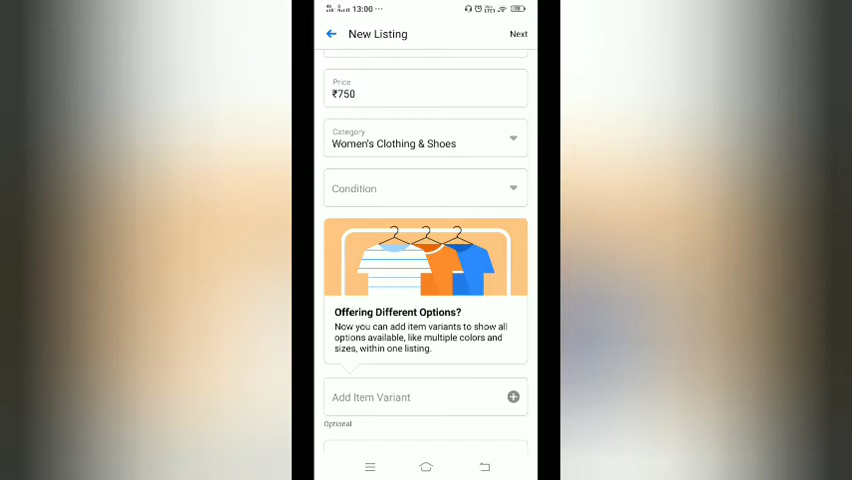 13:00 ...
New Listing
Next
Price
₹750
Category
Women's Clothing & Shoes
Condition
Offering Different Options?
Now you can add item variants to show all
options available, like multiple colors and
sizes, within one listing.
Add Item Variant
Optional